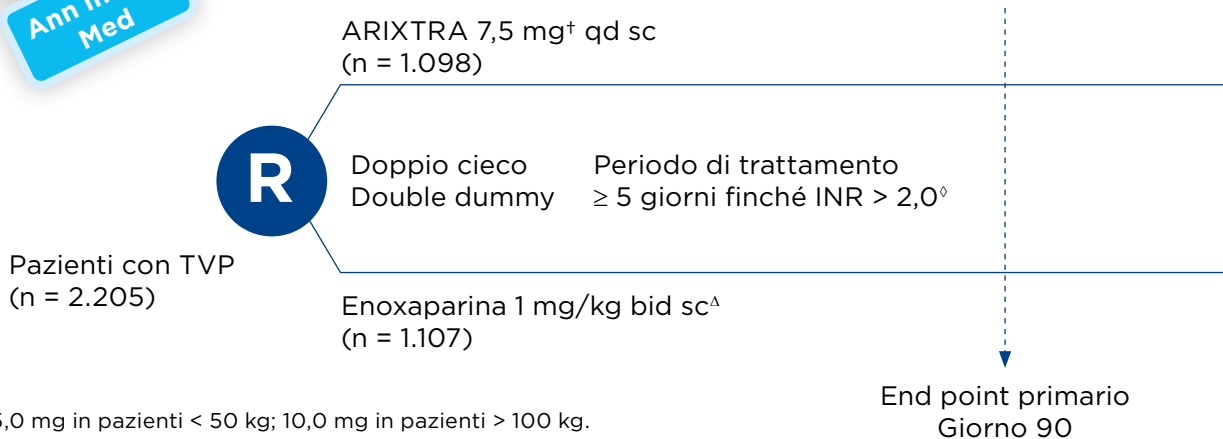 Ann
Med
ARIXTRA 7,5 mg† qd sc
(n = 1.098)
R
Doppio cieco
Double dummy
Periodo di trattamento
≥ 5 giorni finché INR > 2,0◊
Pazienti con TVP
(n = 2.205)
Enoxaparina 1 mg/kg bid scΔ
(n = 1.107)
End point primario
Giorno 90
5,0 mg in pazienti < 50 kg; 10,0 mg in pazienti > 100 kg.